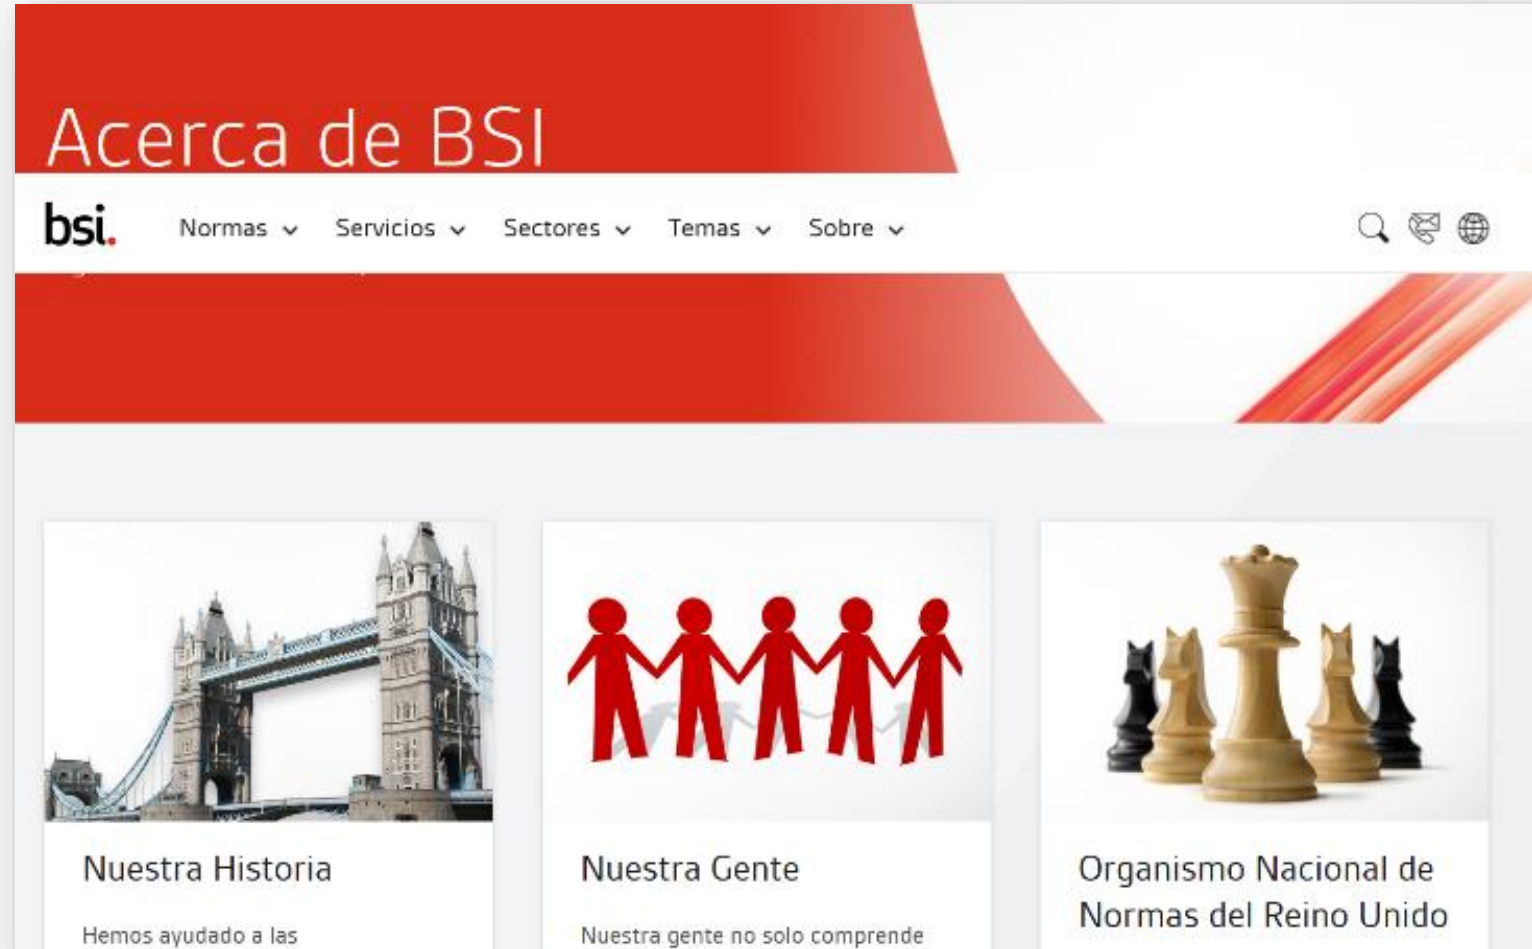 Acerca de BSI
bsi. Normas Servicios Sectores Temas Sobre
Nuestra Historia
Hemos ayudado a las
Nuestra Gente
Nuestra gente no solo comprende
Organismo Nacional de
Normas del Reino Unido